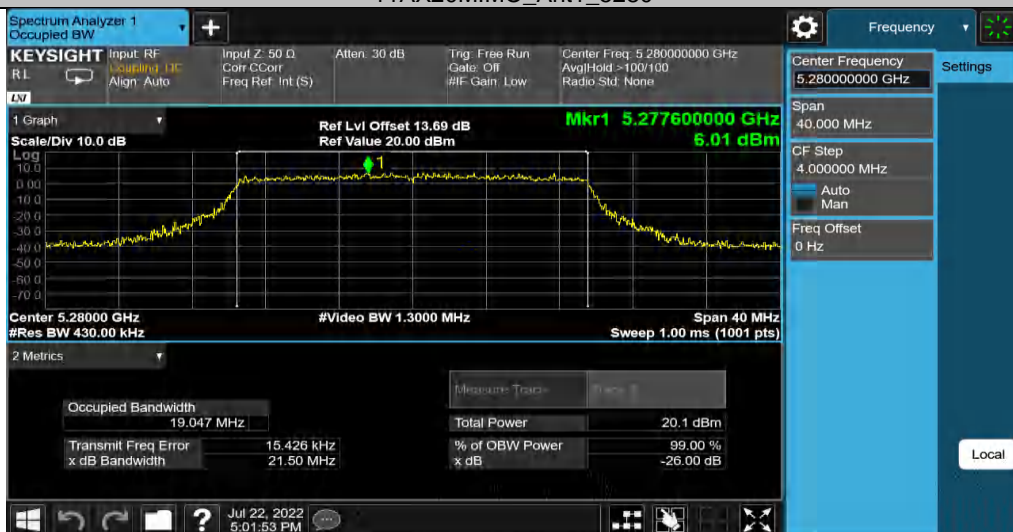 Spectrum Analyzer 1
Occupied BW
Frequency
KEYSIGHT
RL
LXI
Input: RF
Coupling: DC
Align: Auto
Input Z: 50 Ω
Corr CCorr
Freq Ref: Int (S)
Atten: 30 dB
Trig: Free Run
Gate: Off
#IF Gain: Low
Center Freq: 5.280000000 GHz
Avg|Hold:>100/100
Radio Std: None
Center Frequency
5.280000000 GHz
Settings
Span
40.000 MHz
CF Step
4.000000 MHz
Auto
Man
Freq Offset
0 Hz
Local
1 Graph
Scale/Div 10.0 dB
Ref Lvl Offset 13.69 dB
Ref Value 20.00 dBm
Mkr1 5.277600000 GHz
6.01 dBm
Log
10.0
0.00
-10.0
-20.0
-30.0
-40.0
-50.0
-60.0
-70.0
1
Center 5.28000 GHz
#Res BW 430.00 kHz
#Video BW 1.3000 MHz
Span 40 MHz
Sweep 1.00 ms (1001 pts)
2 Metrics
Measure Trace
Occupied Bandwidth
19.047 MHz
Total Power 20.1 dBm
Transmit Freq Error 15.426 kHz
% of OBW Power 99.00 %
x dB Bandwidth 21.50 MHz
x dB -26.00 dB
?
Jul 22, 2022
5:01:53 PM